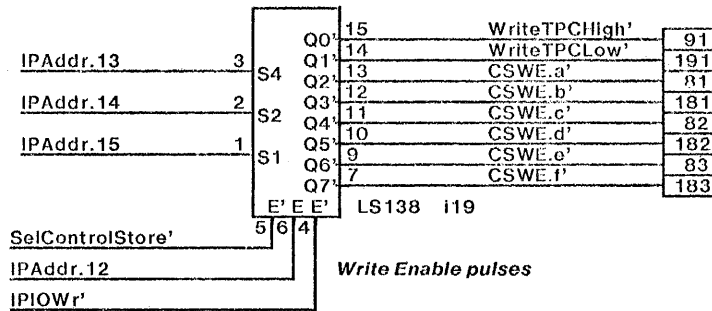 15 WriteTPCHigh' 91
Q0'
14 WriteTPCLow' 191
Q1'
IPAddr.13 3 S4 13 CSWE.a' 81
Q2'
12 CSWE.b' 181
Q3'
IPAddr.14 2 S2 11 CSWE.c' 82
Q4'
10 CSWE.d' 182
Q5'
IPAddr.15 1 S1 9 CSWE.e' 83
Q6'
7 CSWE.f' 183
Q7'
E' E E' LS138 i19
5 6 4
SelControlStore'
IPAddr.12 Write Enable pulses
IPIOWr'